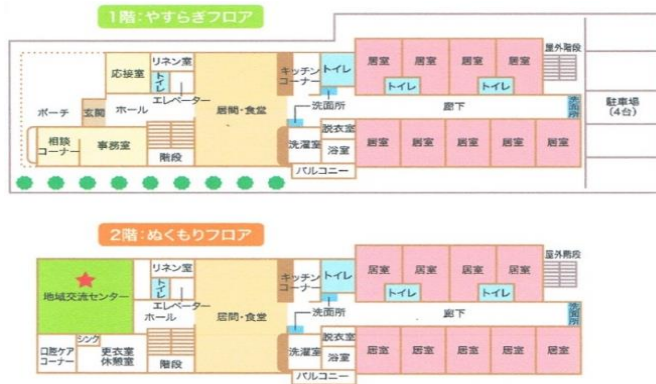 1階：やすらぎフロア
応接室
リネン室
トイレ
エレベーター
ポーチ
玄関
ホール
相談
コーナー
事務室
階段
居間・食堂
キッチン
コーナー
トイレ
洗面所
洗濯室
脱衣室
浴室
バルコニー
居室
居室
居室
居室
トイレ
トイレ
廊下
洗面所
屋外階段
居室
居室
居室
居室
居室
駐車場
(4台)
2階：ぬくもりフロア
地域交流センター
リネン室
トイレ
エレベーター
ホール
口腔ケア
コーナー
シンク
更衣室
休憩室
階段
居間・食堂
キッチン
コーナー
トイレ
洗面所
洗濯室
脱衣室
浴室
バルコニー
居室
居室
居室
居室
トイレ
トイレ
廊下
洗面所
屋外階段
居室
居室
居室
居室
居室